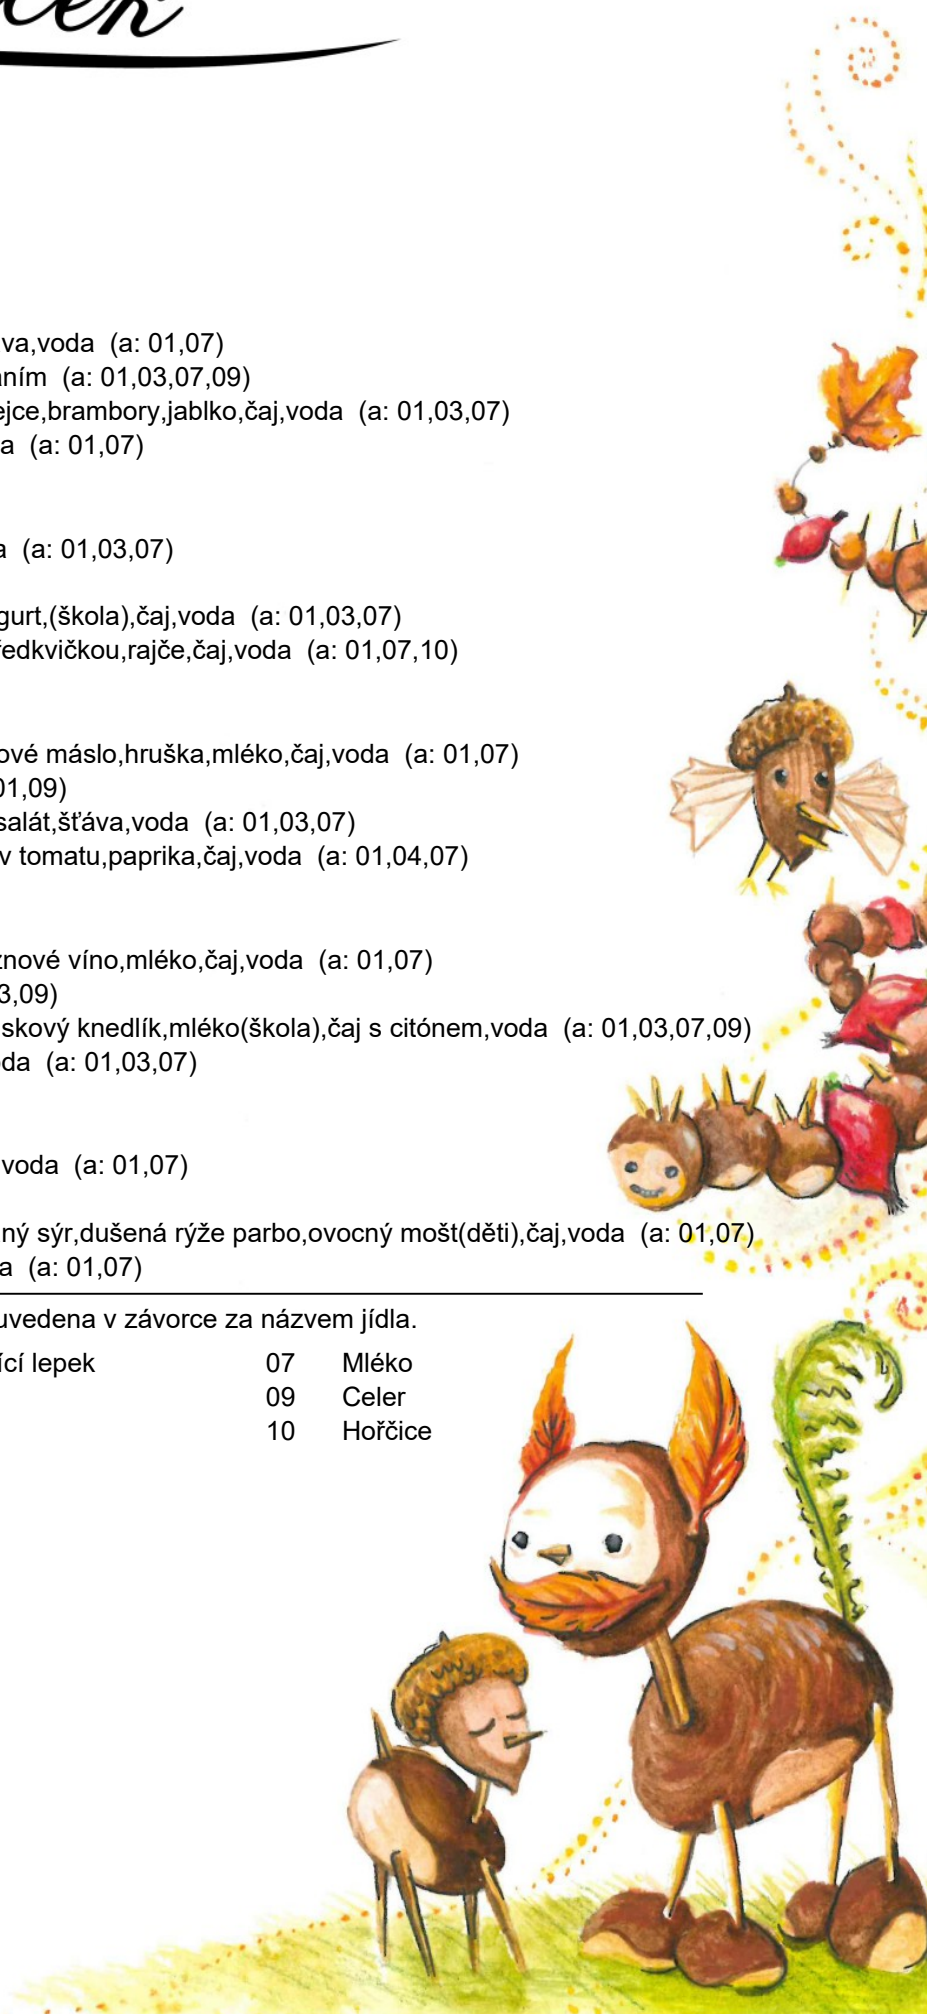 va,voda (a: 01,07)
aním (a: 01,03,07,09)
ejce,brambory,jablko,čaj,voda (a: 01,03,07)
a (a: 01,07)
a (a: 01,03,07)
gurt,(škola),čaj,voda (a: 01,03,07)
ředkvičkou,rajče,čaj,voda (a: 01,07,10)
ové máslo,hruška,mléko,čaj,voda (a: 01,07)
01,09)
salát,šťáva,voda (a: 01,03,07)
v tomatu,paprika,čaj,voda (a: 01,04,07)
znové víno,mléko,čaj,voda (a: 01,07)
3,09)
skový knedlík,mléko(škola),čaj s citónem,voda (a: 01,03,07,09)
oda (a: 01,03,07)
voda (a: 01,07)
ný sýr,dušená rýže parbo,ovocný mošt(děti),čaj,voda (a: 01,07)
a (a: 01,07)
uvedena v závorce za názvem jídla.
ící lepek 07 Mléko
09 Celer
10 Hořčice